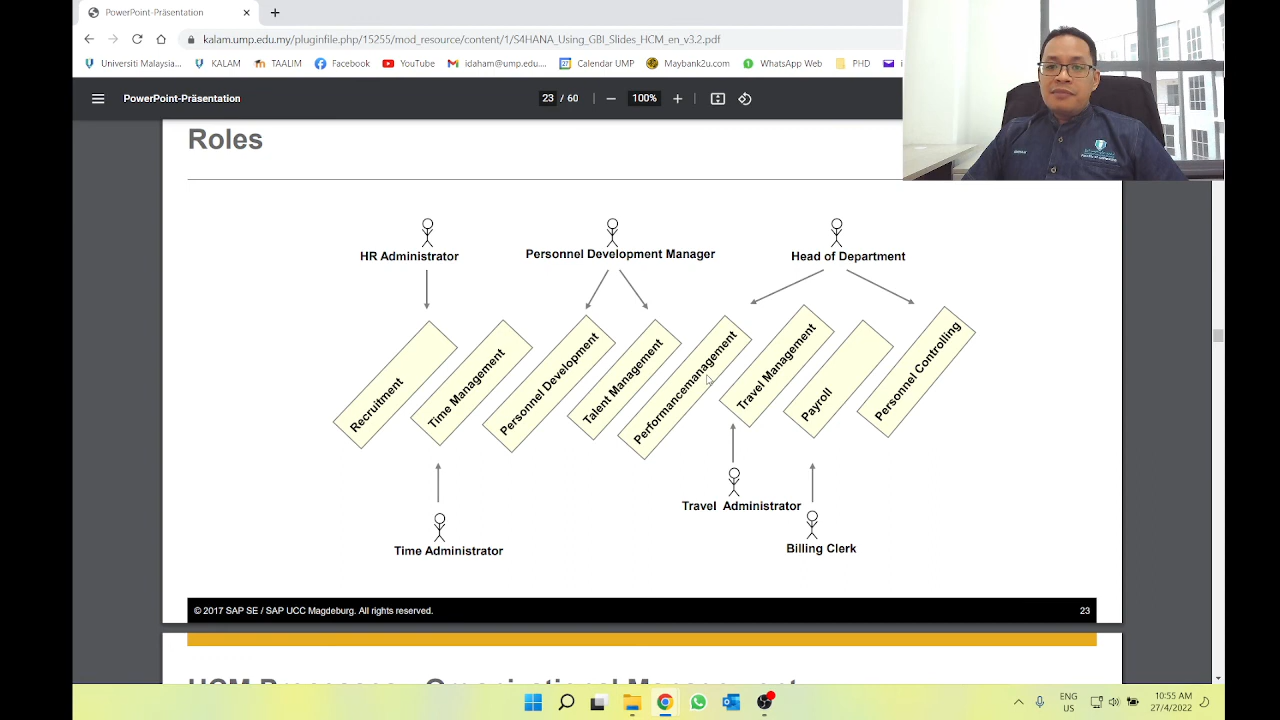 PowerPoint-Präsentation
kalam.ump.edu.my/pluginfile.php/195255/mod_resource/content/1/S4HANA_Using_GBI_Slides_HCM_en_v3.2.pdf
Universiti Malaysia...
KALAM
TAALIM
YouTube
Calendar UMP
Maybank2u.com
WhatsApp Web
PHD
PowerPoint-Präsentation
23 / 60
100%
Roles
HR Administrator
Personnel Development Manager
Head of Department
Recruitment
Time Management
Personnel Development
Talent Management
Performancemanagement
Travel Management
Payroll
Personnel Controlling
Travel Administrator
Time Administrator
Billing Clerk
© 2017 SAP SE / SAP UCC Magdeburg. All rights reserved.
23
ENG
US
10:55 AM
27/4/2022